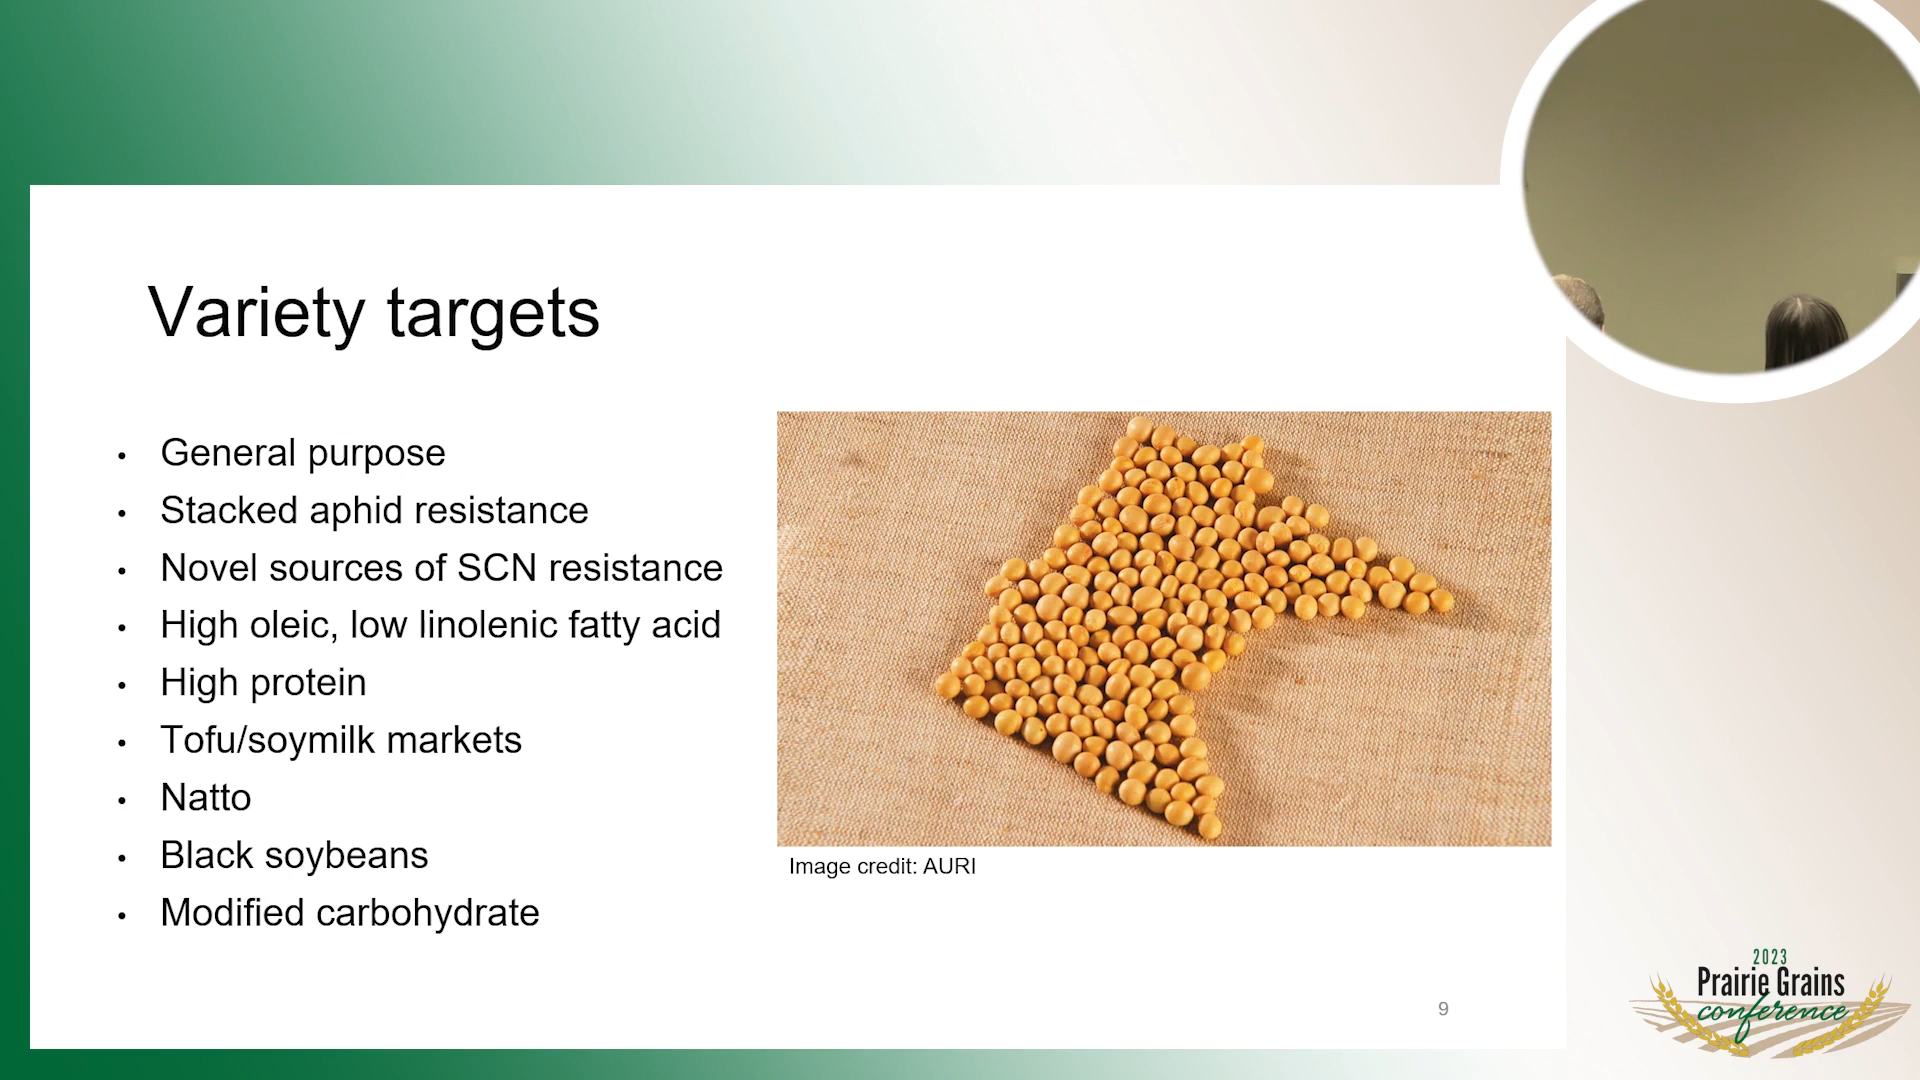 Variety targets
• General purpose
• Stacked aphid resistance
• Novel sources of SCN resistance
• High oleic, low linolenic fatty acid
• High protein
• Tofu/soymilk markets
• Natto
• Black soybeans
• Modified carbohydrate
Image credit: AURI
9
2023
Prairie Grains
conference